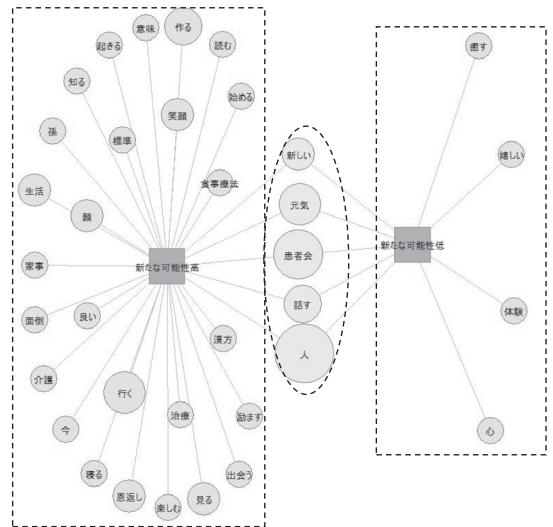 意味
作る
起きる
読む
知る
始める
笑顔
孫
標準
食事療法
生活
願
新たな可能性高
家事
面倒
良い
漢方
介護
行く
今
治療
励ます
寝る
恩返し
楽しむ
見る
出会う
新しい
元気
患者会
話す
人
癒す
嬉しい
新たな可能性低
体験
心